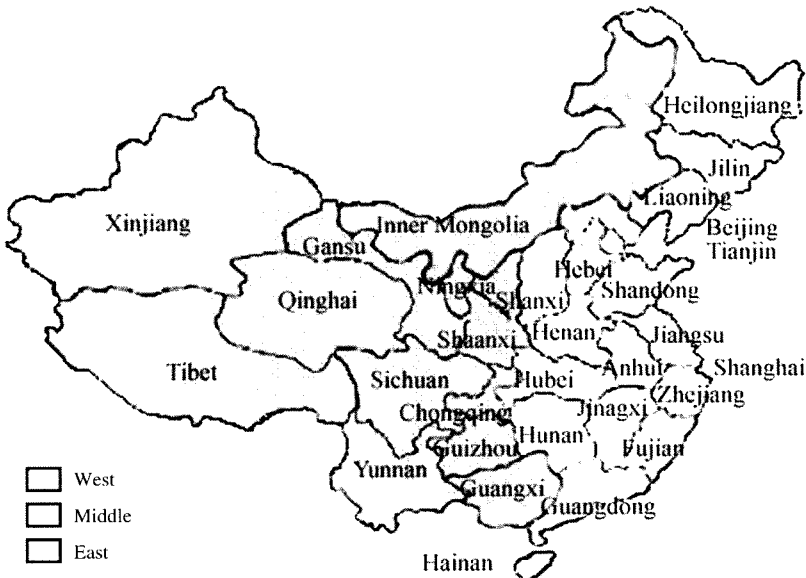 Heilongjiang
Jilin
Liaoning
Xinjiang
Inner Mongolia
Beijing
Gansu
Tianjin
Hebei
Ningxia
Qinghai
Shanxi
Shandong
Shaanxi
Henan
Jiangsu
Tibet
Sichuan
Hubei
Anhui
Shanghai
Chongqing
Jinagxi
Zhejiang
Hunan
Guizhou
Fujian
Yunnan
West
Guangxi
Guangdong
Middle
East
Hainan